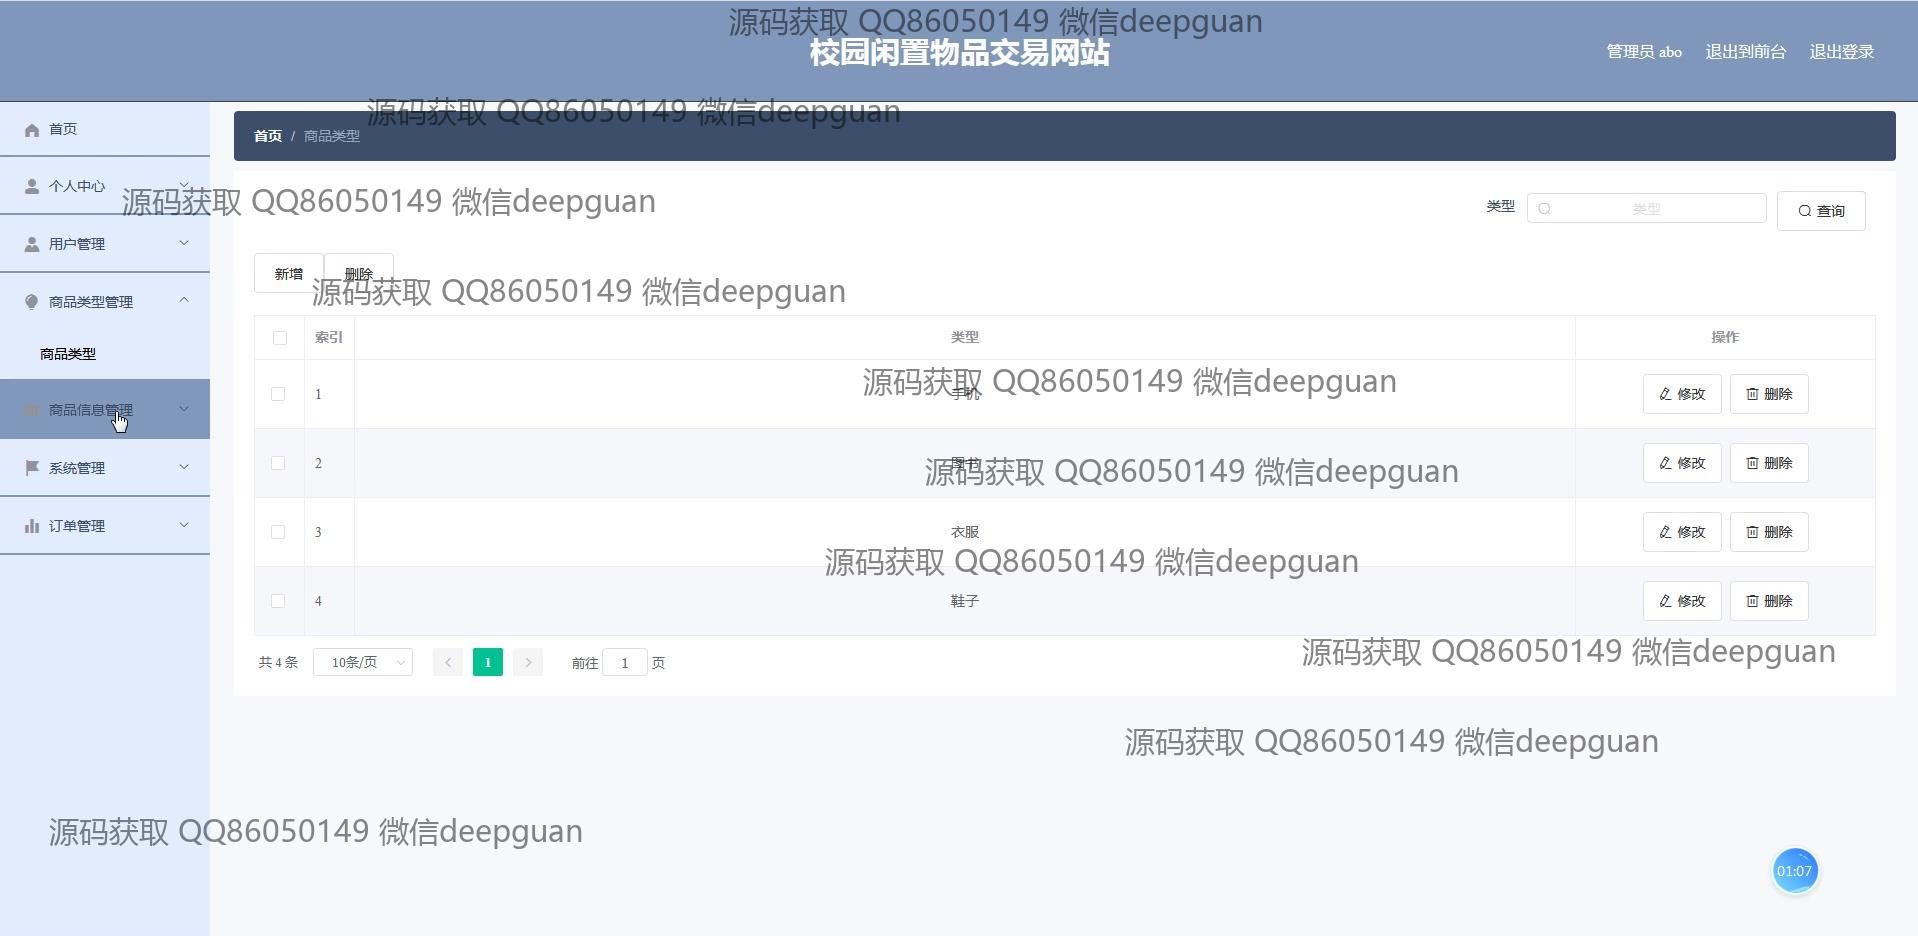 源码获取 QQ86050149 微信deepguan
校园闲置物品交易网站
管理员 abo 退出到前台 退出登录
源码获取 QQ86050149 微信deepguan
首页
首页 / 商品类型
个人中心
源码获取 QQ86050149 微信deepguan
类型 类型 查询
用户管理
新增 删除
源码获取 QQ86050149 微信deepguan
商品类型管理
索引 类型 操作
商品类型
源码获取 QQ86050149 微信deepguan
1 手机 修改 删除
商品信息管理
2 图书 修改 删除
源码获取 QQ86050149 微信deepguan
系统管理
订单管理
3 衣服 修改 删除
源码获取 QQ86050149 微信deepguan
4 鞋子 修改 删除
源码获取 QQ86050149 微信deepguan
共 4 条 10条/页 1 前往 1 页
源码获取 QQ86050149 微信deepguan
源码获取 QQ86050149 微信deepguan
01:07